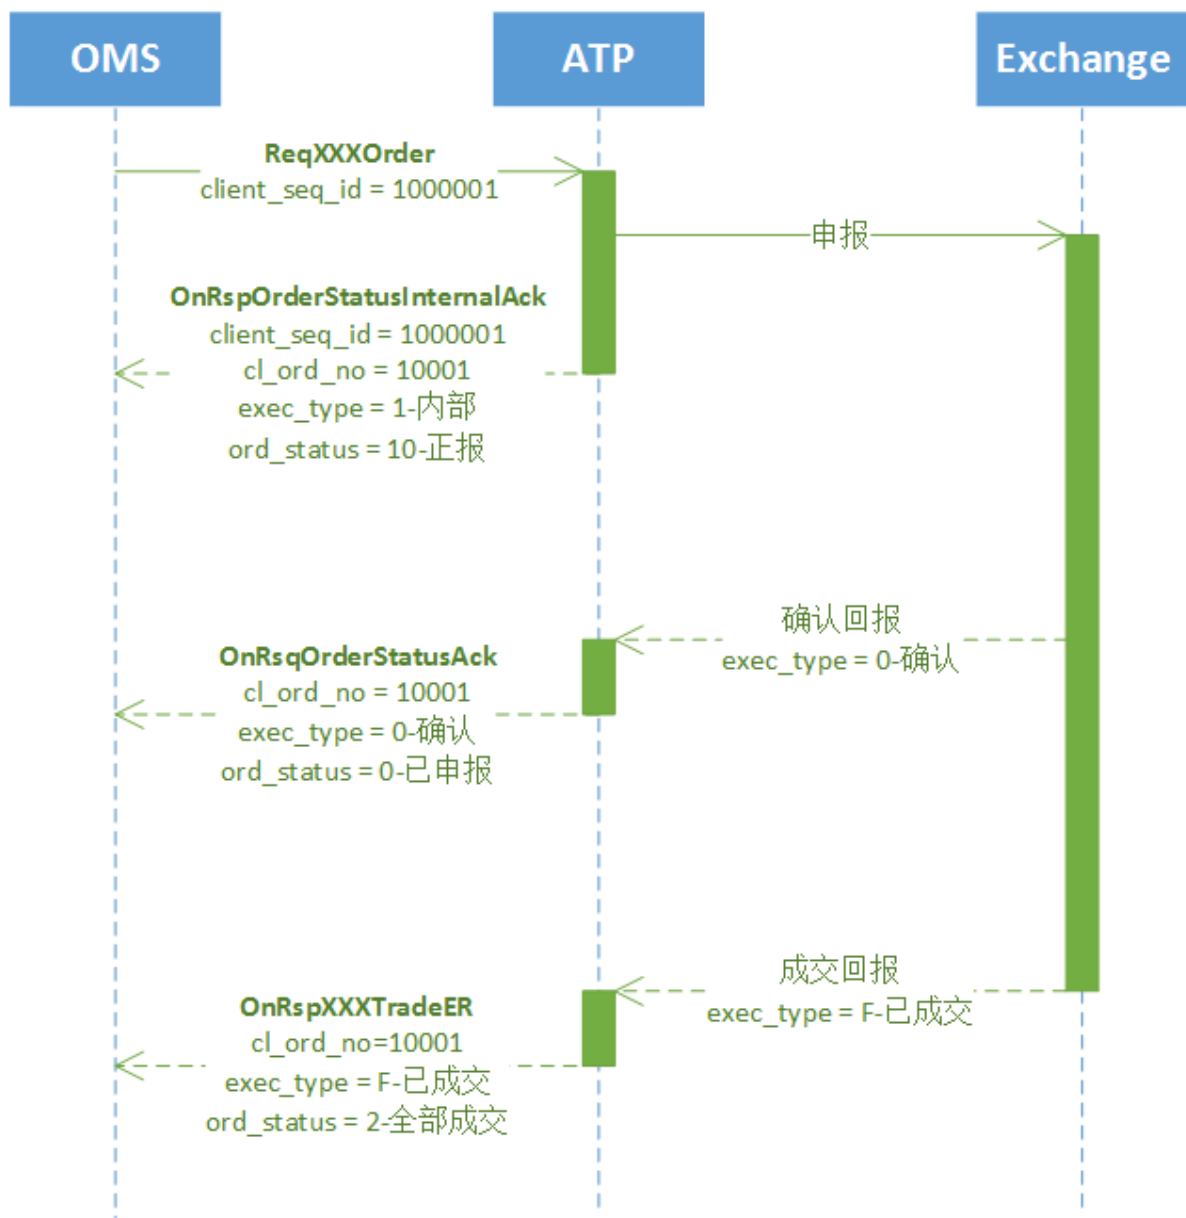 OMS
ATP
Exchange
ReqXXXOrder
client_seq_id = 1000001
申报
OnRspOrderStatusInternalAck
client_seq_id = 1000001
cl_ord_no = 10001
exec_type = 1-内部
ord_status = 10-正报
确认回报
exec_type = 0-确认
OnRsqOrderStatusAck
cl_ord_no = 10001
exec_type = 0-确认
ord_status = 0-已申报
成交回报
exec_type = F-已成交
OnRspXXXTradeER
cl_ord_no=10001
exec_type = F-已成交
ord_status = 2-全部成交